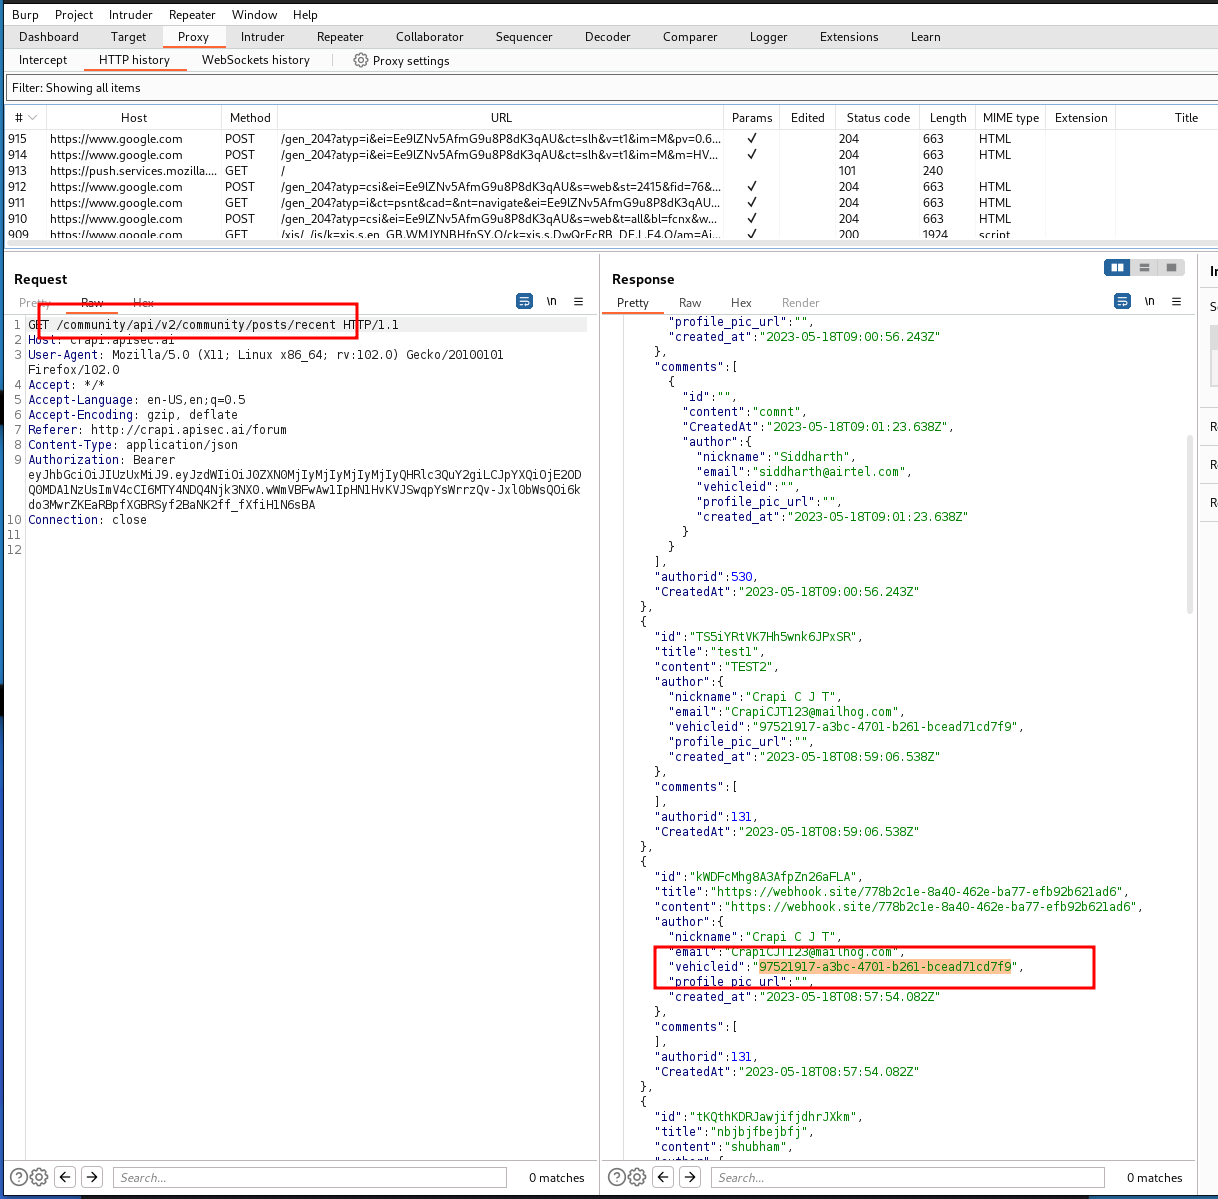 Burp Project Intruder Repeater Window Help
Dashboard Target Proxy Intruder Repeater Collaborator Sequencer Decoder Comparer Logger Extensions Learn
Intercept HTTP history WebSockets history Proxy settings
Filter: Showing all items
# Host Method URL Params Edited Status code Length MIME type Extension Title
915 https://www.google.com POST /gen_204?atyp=i&ei=Ee9lZNv5AfmG9u8P8dK3qAU&ct=slh&v=t1&im=M&pv=0.6... ✓ 204 663 HTML
914 https://www.google.com POST /gen_204?atyp=i&ei=Ee9lZNv5AfmG9u8P8dK3qAU&ct=slh&v=t1&im=M&m=HV... ✓ 204 663 HTML
913 https://push.services.mozilla.... GET / 101 240
912 https://www.google.com POST /gen_204?atyp=csi&ei=Ee9lZNv5AfmG9u8P8dK3qAU&s=web&st=2415&fid=76&... ✓ 204 663 HTML
911 https://www.google.com GET /gen_204?atyp=i&ct=psnt&cad=&nt=navigate&ei=Ee9lZNv5AfmG9u8P8dK3qAU... ✓ 204 663 HTML
910 https://www.google.com POST /gen_204?atyp=csi&ei=Ee9lZNv5AfmG9u8P8dK3qAU&s=web&t=all&bl=fcnx&w... ✓ 204 663 HTML
909 https://www.google.com GET ✓ 200 1924 script
Request
Pretty Raw Hex \n
1 GET /community/api/v2/community/posts/recent HTTP/1.1
2 Host: crapi.apisec.ai
3 User-Agent: Mozilla/5.0 (X11; Linux x86_64; rv:102.0) Gecko/20100101
Firefox/102.0
4 Accept: */*
5 Accept-Language: en-US,en;q=0.5
6 Accept-Encoding: gzip, deflate
7 Referer: http://crapi.apisec.ai/forum
8 Content-Type: application/json
9 Authorization: Bearer
eyJhbGciOiJIUzUxMiJ9.eyJzdWIiOiJ0ZXN0MjIyMjIyMjIyMjIyQHRlc3QuY2giLCJpYXQiOjE2OD
Q0MDA1NzUsImV4cCI6MTY4NDQ4Njk3NX0.wWmVBFwAw1IpHN1HvKVJSwqpYsWrrzQv-Jxl0bWsQOi6k
do3MwrZKEaRBpfXGBRSyf2BaNK2ff_fXfiH1N6sBA
10 Connection: close
11
12
Response
Pretty Raw Hex Render \n
"profile_pic_url":"",
"created_at":"2023-05-18T09:00:56.243Z"
},
"comments":[
{
"id":"",
"content":"comnt",
"CreatedAt":"2023-05-18T09:01:23.638Z",
"author":{
"nickname":"Siddharth",
"email":"siddharth@airtel.com",
"vehicleid":"",
"profile_pic_url":"",
"created_at":"2023-05-18T09:01:23.638Z"
}
}
],
"authorid":530,
"CreatedAt":"2023-05-18T09:00:56.243Z"
},
{
"id":"TS5iYRtVK7Hh5wnk6JPxSR",
"title":"test1",
"content":"TEST2",
"author":{
"nickname":"Crapi C J T",
"email":"CrapiCJT123@mailhog.com",
"vehicleid":"97521917-a3bc-4701-b261-bcead71cd7f9",
"profile_pic_url":"",
"created_at":"2023-05-18T08:59:06.538Z"
},
"comments":[
],
"authorid":131,
"CreatedAt":"2023-05-18T08:59:06.538Z"
},
{
"id":"kWDFcMhg8A3AfpZn26aFLA",
"title":"https://webhook.site/778b2c1e-8a40-462e-ba77-efb92b621ad6",
"content":"https://webhook.site/778b2c1e-8a40-462e-ba77-efb92b621ad6",
"author":{
"nickname":"Crapi C J T",
"email":"CrapiCJT123@mailhog.com",
"vehicleid":"97521917-a3bc-4701-b261-bcead71cd7f9",
"profile_pic_url":"",
"created_at":"2023-05-18T08:57:54.082Z"
},
"comments":[
],
"authorid":131,
"CreatedAt":"2023-05-18T08:57:54.082Z"
},
{
"id":"tKQthKDRJawjifjdhrJXkm",
"title":"nbjbjfbejbfj",
"content":"shubham",
"author":{
Search... 0 matches
Search... 0 matches